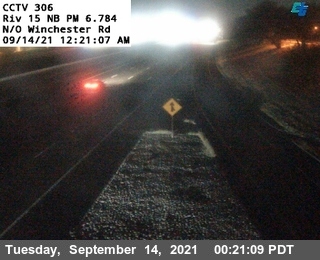 CCTV 306
Riv 15 NB PM 6.784
N/O Winchester Rd
09/14/21 12:21:07 AM
Tuesday, September 14, 2021 00:21:09 PDT